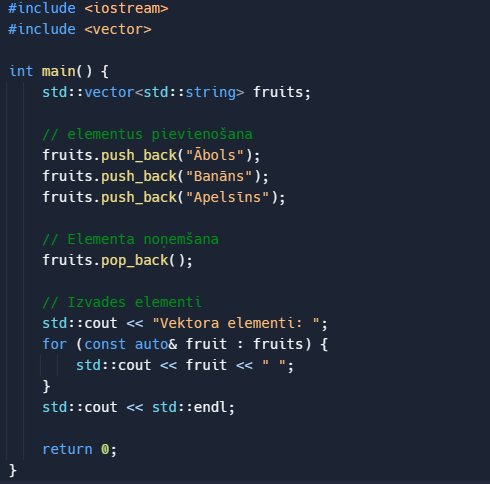 #include <iostream>
#include <vector>
int main() {
std::vector<std::string> fruits;
// elementus pievienošana
fruits.push_back("Ābols");
fruits.push_back("Banāns");
fruits.push_back("Apelsīns");
// Elementa noņemšana
fruits.pop_back();
// Izvades elementi
std::cout << "Vektora elementi: ";
for (const auto& fruit : fruits) {
std::cout << fruit << " ";
}
std::cout << std::endl;
return 0;
}